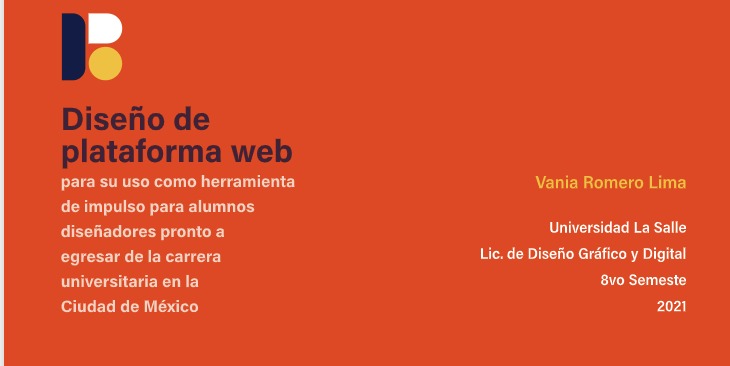 Diseño de
plataforma web
para su uso como herramienta
de impulso para alumnos
diseñadores pronto a
egresar de la carrera
universitaria en la
Ciudad de México
Vania Romero Lima
Universidad La Salle
Lic. de Diseño Gráfico y Digital
8vo Semeste
2021